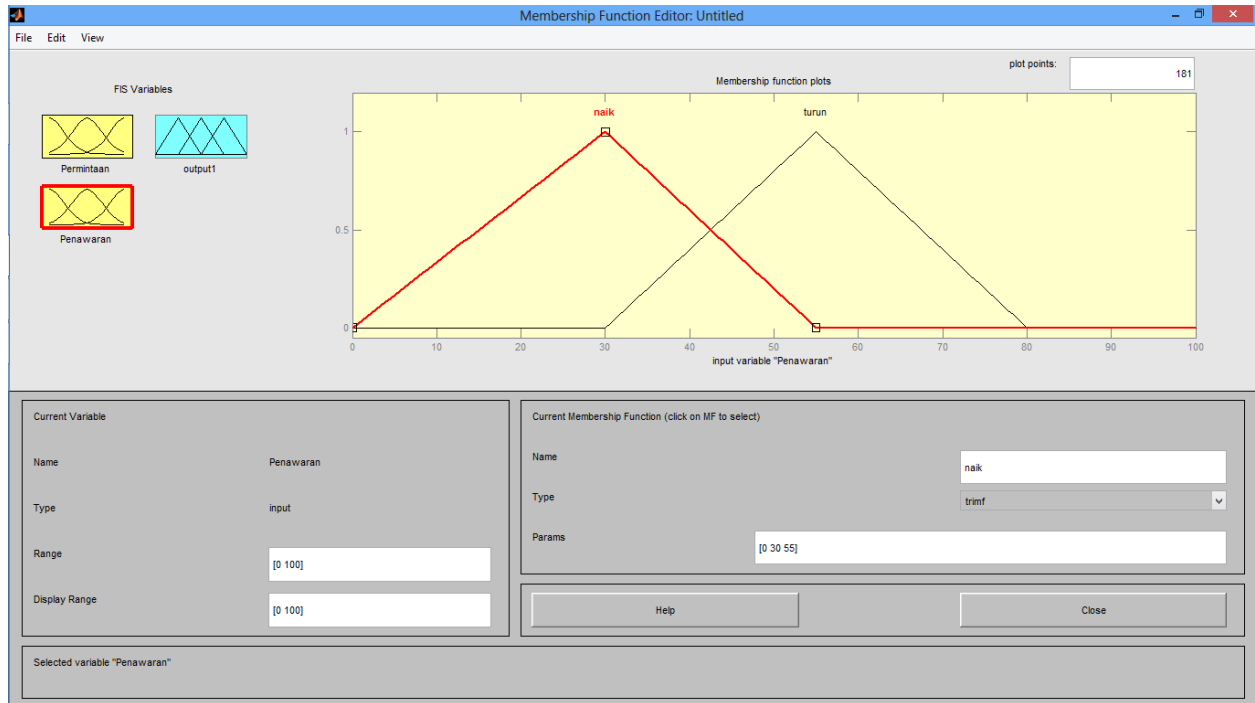 Membership Function Editor: Untitled
File Edit View
plot points: 181
FIS Variables
Membership function plots
Permintaan output1
Penawaran
naik turun
1
0.5
0
0 10 20 30 40 50 60 70 80 90 100
input variable "Penawaran"
Current Variable
Name Penawaran
Type input
Range [0 100]
Display Range [0 100]
Current Membership Function (click on MF to select)
Name naik
Type trimf
Params [0 30 55]
Help Close
Selected variable "Penawaran"